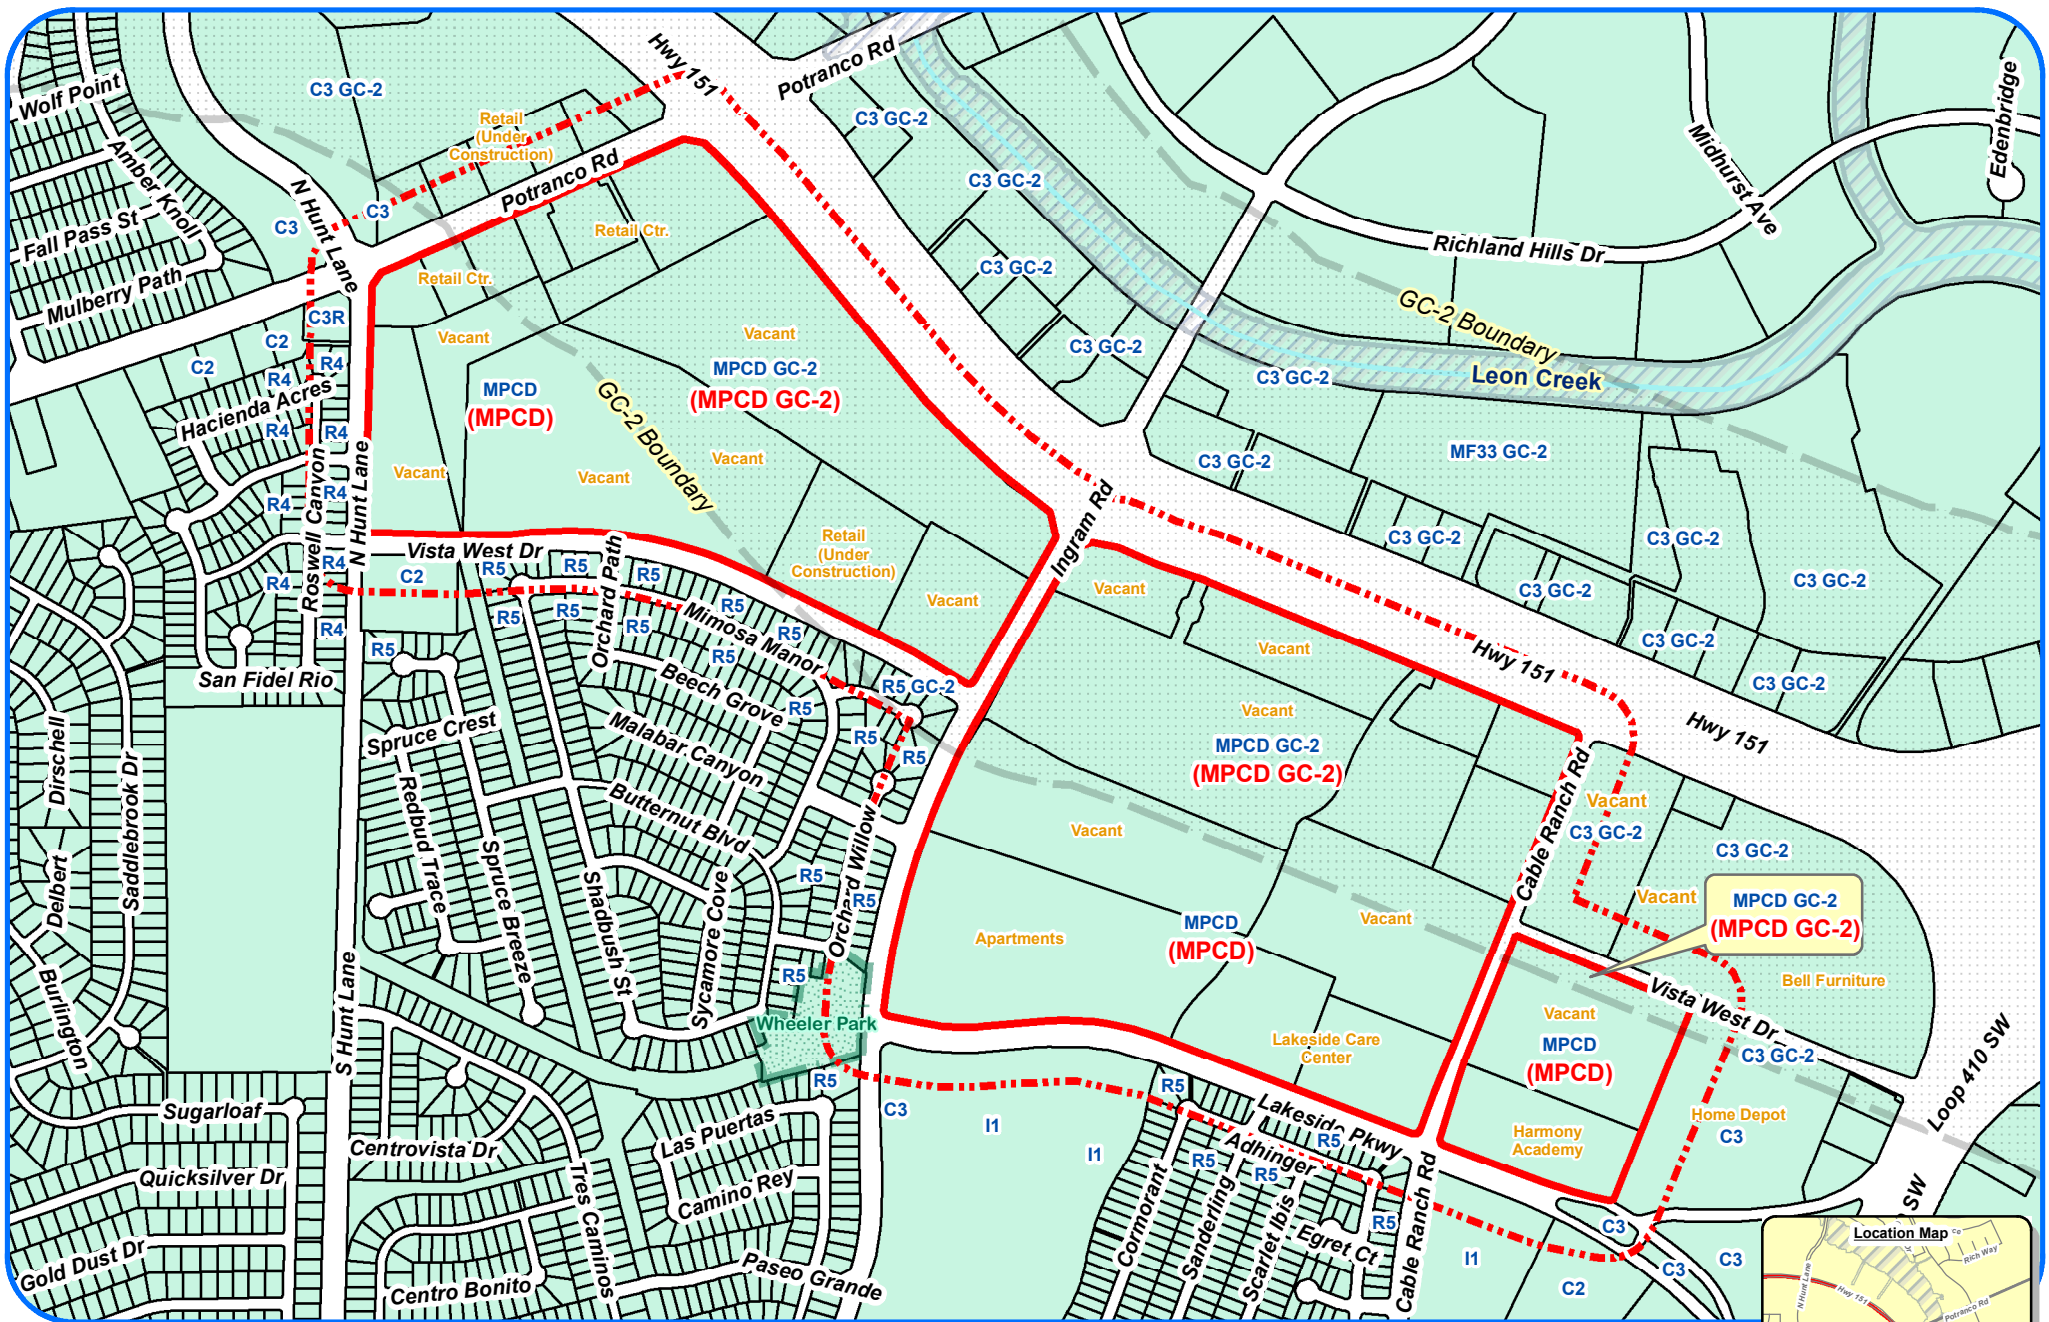 Hwy 151
Potranco Rd
C3 GC-2
Wolf Point
Retail
(Under
Construction)
C3 GC-2
Edenbridge
Midhurst Ave
Amber Knoll
Potranco Rd
C3 GC-2
N Hunt Lane
C3
C3
Fall Pass St
Retail Ctr.
Richland Hills Dr
Mulberry Path
Retail Ctr.
C3 GC-2
C3R
GC-2 Boundary
C2
Vacant
Vacant
C3 GC-2
C2
R4
R4
MPCD
(MPCD)
MPCD GC-2
(MPCD GC-2)
C3 GC-2
Leon Creek
Hacienda Acres
GC-2 Boundary
R4
R4
Vacant
Vacant
Vacant
C3 GC-2
MF33 GC-2
R4
R4
Roswell Canyon
N Hunt Lane
Ingram Rd
Retail
(Under
Construction)
C3 GC-2
C3 GC-2
Vista West Dr
R5
R5
R5
Orchard Path
R4
R4
C2
Vacant
Vacant
C3 GC-2
C3 GC-2
R5
R5
R5
R5
R5
R5
Mimosa Manor
R4
R5
Vacant
C3 GC-2
Hwy 151
San Fidel Rio
Beech Grove
R5 GC-2
C3 GC-2
R5
Vacant
Spruce Crest
Malabar Canyon
R5
R5
MPCD GC-2
(MPCD GC-2)
Hwy 151
Dirschell
Saddlebrook Dr
Redbud Trace
Butternut Blvd
Orchard Willow
Vacant
Cable Ranch Rd
Vacant
C3 GC-2
C3 GC-2
Delbert
Spruce Breeze
Shadbush St
Sycamore Cove
R5
R5
Apartments
MPCD
(MPCD)
Vacant
Vacant
MPCD GC-2
(MPCD GC-2)
Burlington
S Hunt Lane
R5
Bell Furniture
Vista West Dr
Wheeler Park
Vacant
Lakeside Care
Center
MPCD
(MPCD)
C3 GC-2
Loop 410 SW
R5
R5
Sugarloaf
C3
I1
Las Puertas
Lakeside Pkwy
Home Depot
C3
Harmony
Academy
Centrovista Dr
I1
R5
Adhinger
R5
R5
Quicksilver Dr
Tres Caminos
Camino Rey
Cormorant
Sanderling
Scarlet Ibis
Egret Ct
R5
Cable Ranch Rd
C3
SW
Gold Dust Dr
Centro Bonito
Paseo Grande
I1
C2
C3
C3
Location Map
Rich Way
N Hunt Lane
Hwy 151
Potranco Rd